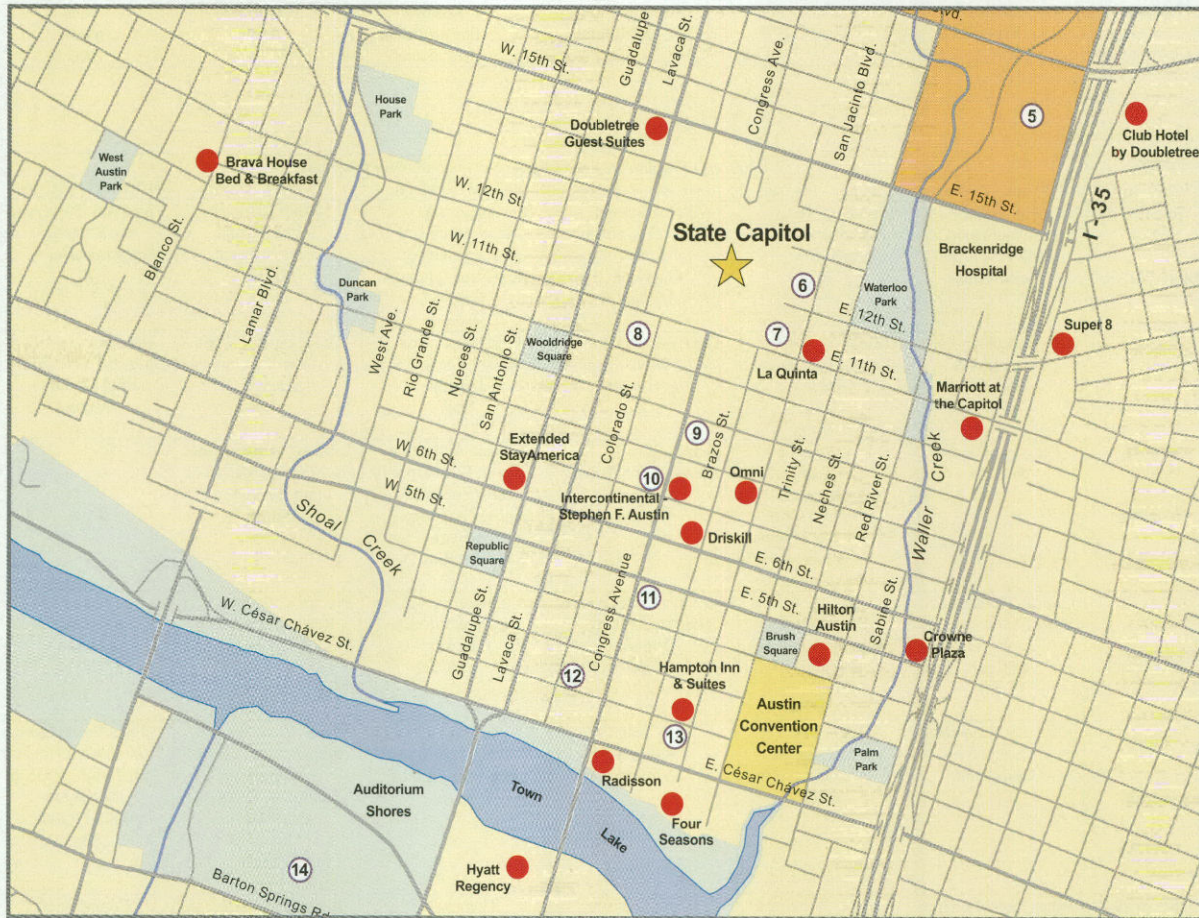 Blvd.
W. 15th St.
Guadalupe
Lavaca St.
Congress Ave.
San Jacinto Blvd.
House
Park
Doubletree
Guest Suites
5
Club Hotel
by Doubletree
West
Austin
Park
Brava House
Bed & Breakfast
W. 12th St.
E. 15th St.
I - 35
State Capitol
W. 11th St.
Brackenridge
Hospital
Blanco St.
Lamar Blvd.
Duncan
Park
6
Waterloo
Park
E. 12th St.
West Ave.
Rio Grande St.
Nueces St.
San Antonio St.
Wooldridge
Square
8
7
Super 8
La Quinta
E. 11th St.
Marriott at
the Capitol
Colorado St.
9
Brazos St.
Extended
StayAmerica
W. 6th St.
W. 5th St.
10
Omni
Trinity St.
Neches St.
Red River St.
Waller Creek
Intercontinental -
Stephen F. Austin
Driskill
Shoal
Creek
Republic
Square
E. 6th St.
E. 5th St.
11
Hilton
Austin
Sabine St.
W. César Chávez St.
Guadalupe St.
Lavaca St.
Congress Avenue
Brush
Square
Crowne
Plaza
12
Hampton Inn
& Suites
13
Austin
Convention
Center
Palm
Park
E. César Chávez St.
Radisson
Auditorium
Shores
Town
Lake
Four
Seasons
14
Hyatt
Regency
Barton Springs Rd.